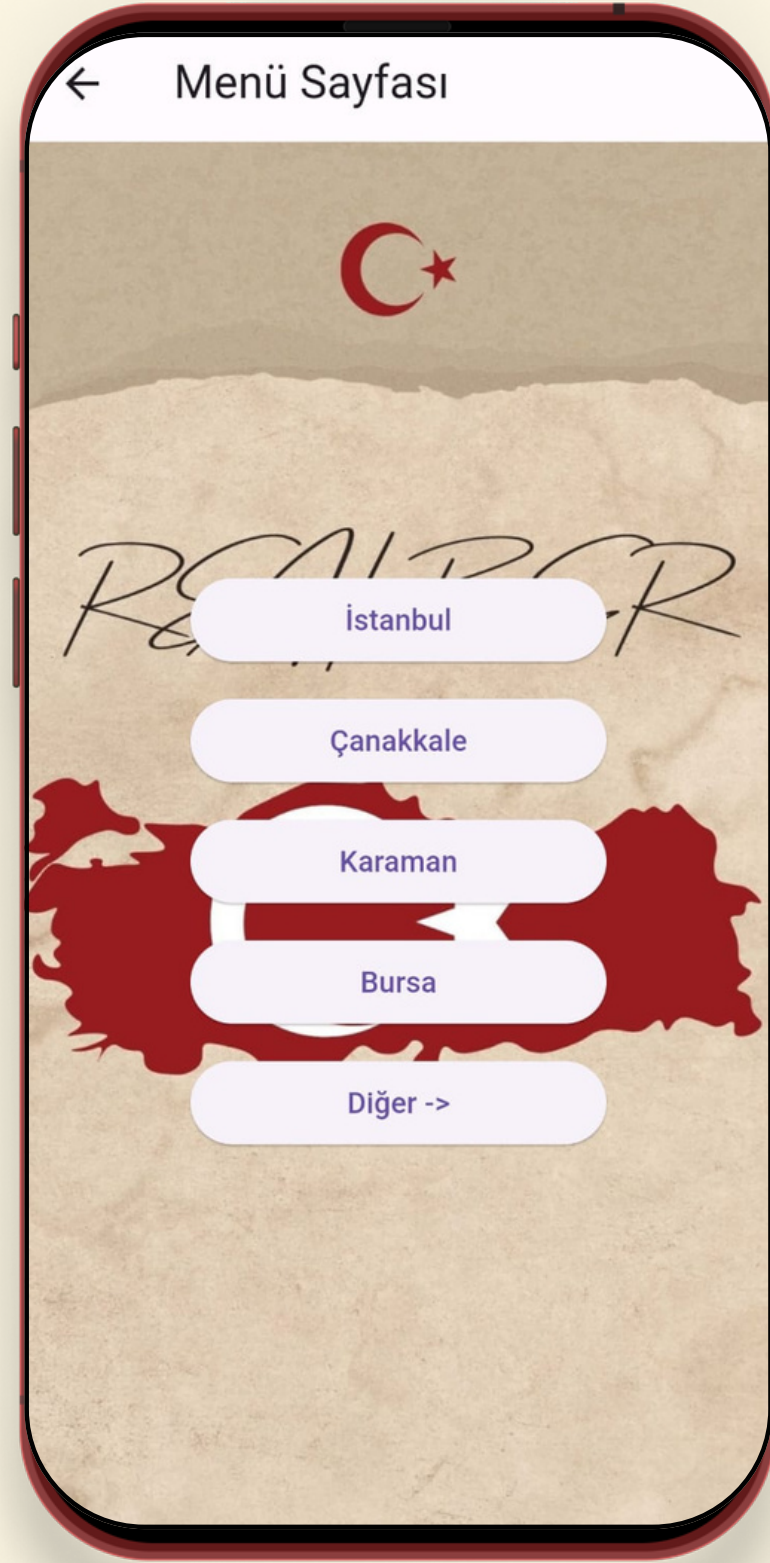 Menü Sayfası
İstanbul
Çanakkale
Karaman
Bursa
Diğer ->